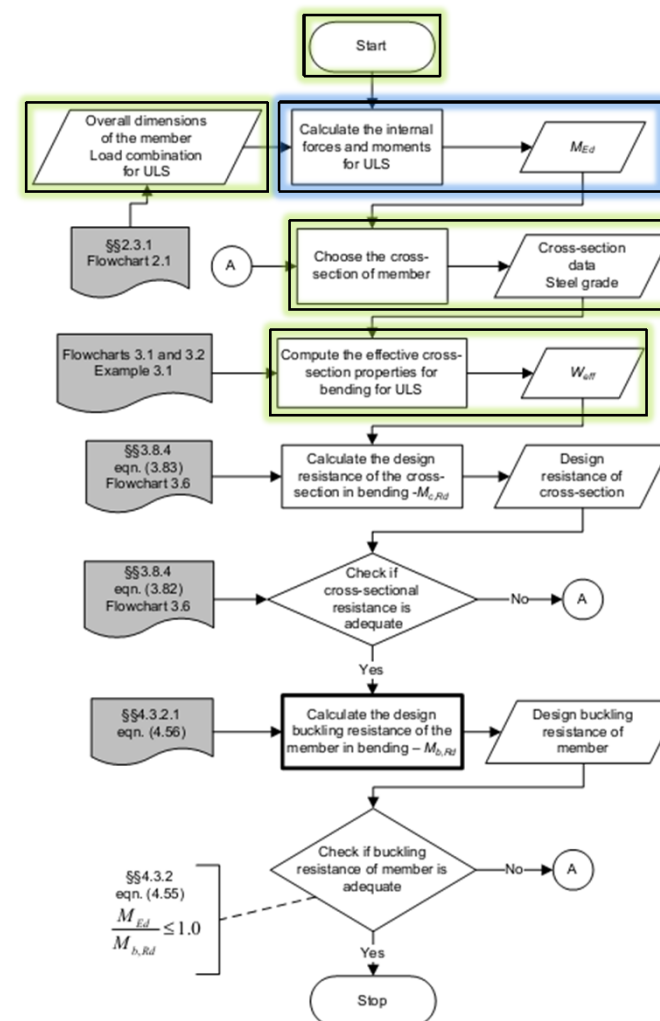 Start
Overall dimensions
of the member
Load combination
for ULS
Calculate the internal
forces and moments
for ULS
M_Ed
§§2.3.1
Flowchart 2.1
A
Choose the cross-
section of member
Cross-section
data
Steel grade
Flowcharts 3.1 and 3.2
Example 3.1
Compute the effective cross-
section properties for
bending for ULS
W_eff
§§3.8.4
eqn. (3.83)
Flowchart 3.6
Calculate the design
resistance of the cross-
section in bending -M_c,Rd
Design
resistance of
cross-section
§§3.8.4
eqn. (3.82)
Flowchart 3.6
Check if
cross-sectional
resistance is
adequate
No
A
Yes
§§4.3.2.1
eqn. (4.56)
Calculate the design
buckling resistance of the
member in bending – M_b,Rd
Design buckling
resistance of
member
§§4.3.2
eqn. (4.55)
M_Ed / M_b,Rd ≤ 1.0
Check if buckling
resistance of member is
adequate
No
A
Yes
Stop